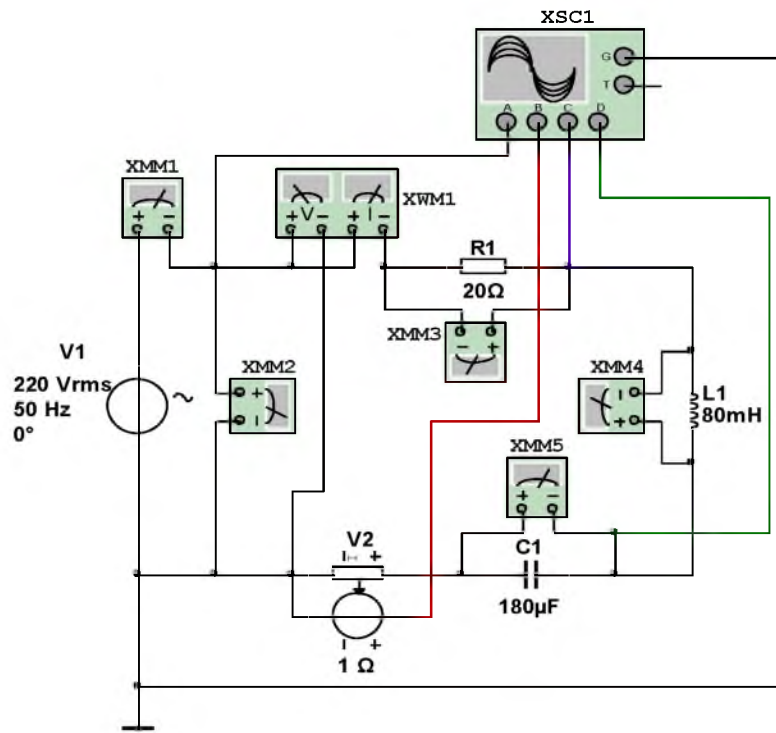 XSC1
G
T
A B C D
XMM1
XWM1
+ − + −
V I
+ −
R1
20Ω
XMM3
− +
V1
220 Vrms
50 Hz
0°
XMM2
+
−
XMM4
−
+
L1
80mH
XMM5
+ −
V2
− +
C1
180µF
− +
1 Ω